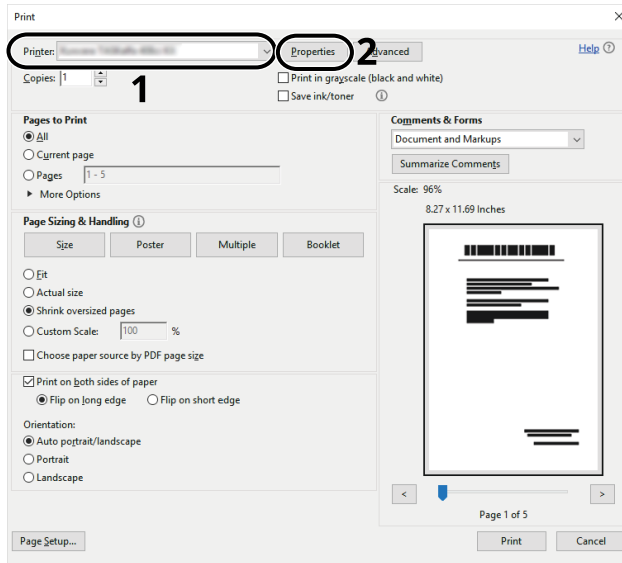 Print
Printer: Properties 2 Advanced Help
Copies: 1 1 Print in grayscale (black and white)
Save ink/toner
Pages to Print
All
Current page
Pages 1 - 5
More Options
Comments & Forms
Document and Markups
Summarize Comments
Page Sizing & Handling
Size Poster Multiple Booklet
Fit
Actual size
Shrink oversized pages
Custom Scale: 100 %
Choose paper source by PDF page size
Print on both sides of paper
Flip on long edge Flip on short edge
Orientation:
Auto portrait/landscape
Portrait
Landscape
Scale: 96%
8.27 x 11.69 Inches
< >
Page 1 of 5
Page Setup... Print Cancel